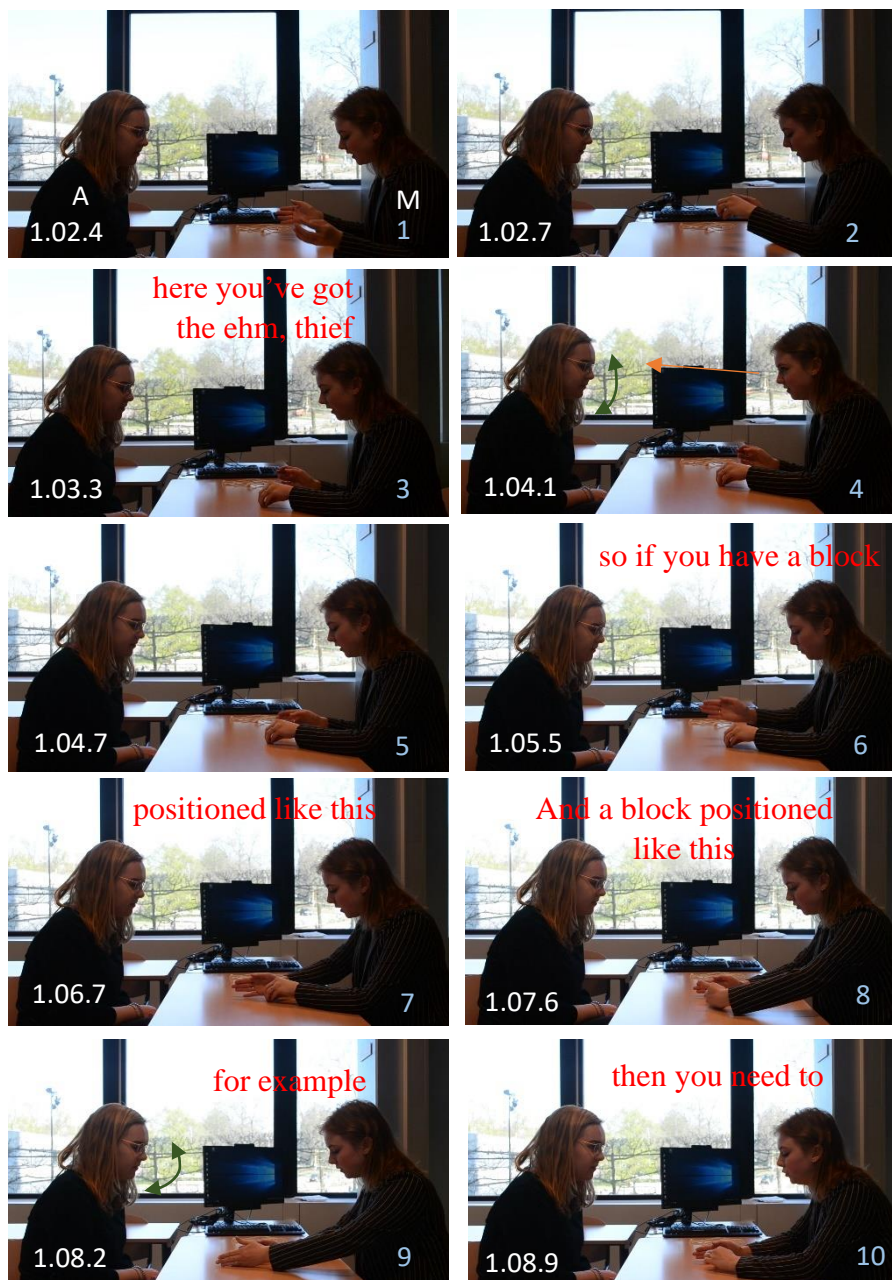 A
M
1.02.4
1
1.02.7
2
here you've got
the ehm, thief
1.03.3
3
1.04.1
4
1.04.7
5
so if you have a block
1.05.5
6
positioned like this
1.06.7
7
And a block positioned
like this
1.07.6
8
for example
1.08.2
9
then you need to
1.08.9
10